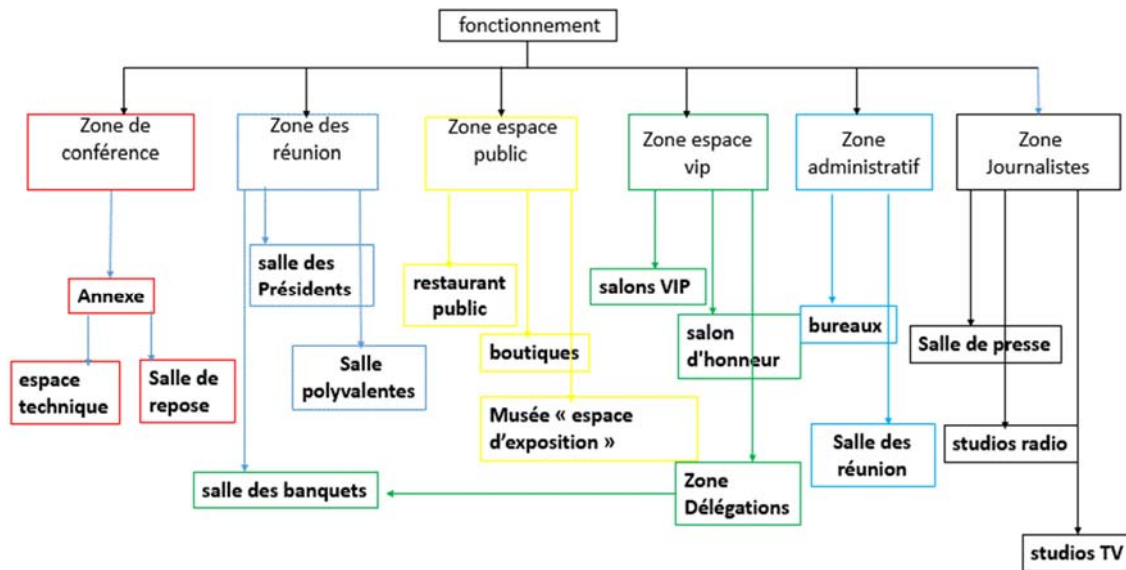 fonctionnement
Zone de
conférence
Zone des
réunion
Zone espace
public
Zone espace
vip
Zone
administratif
Zone
Journalistes
Annexe
espace
technique
Salle de
repose
salle des
Présidents
Salle
polyvalentes
salle des banquets
restaurant
public
boutiques
Musée « espace
d'exposition »
salons VIP
salon
d'honneur
Zone
Délégations
bureaux
Salle des
réunion
Salle de presse
studios radio
studios TV